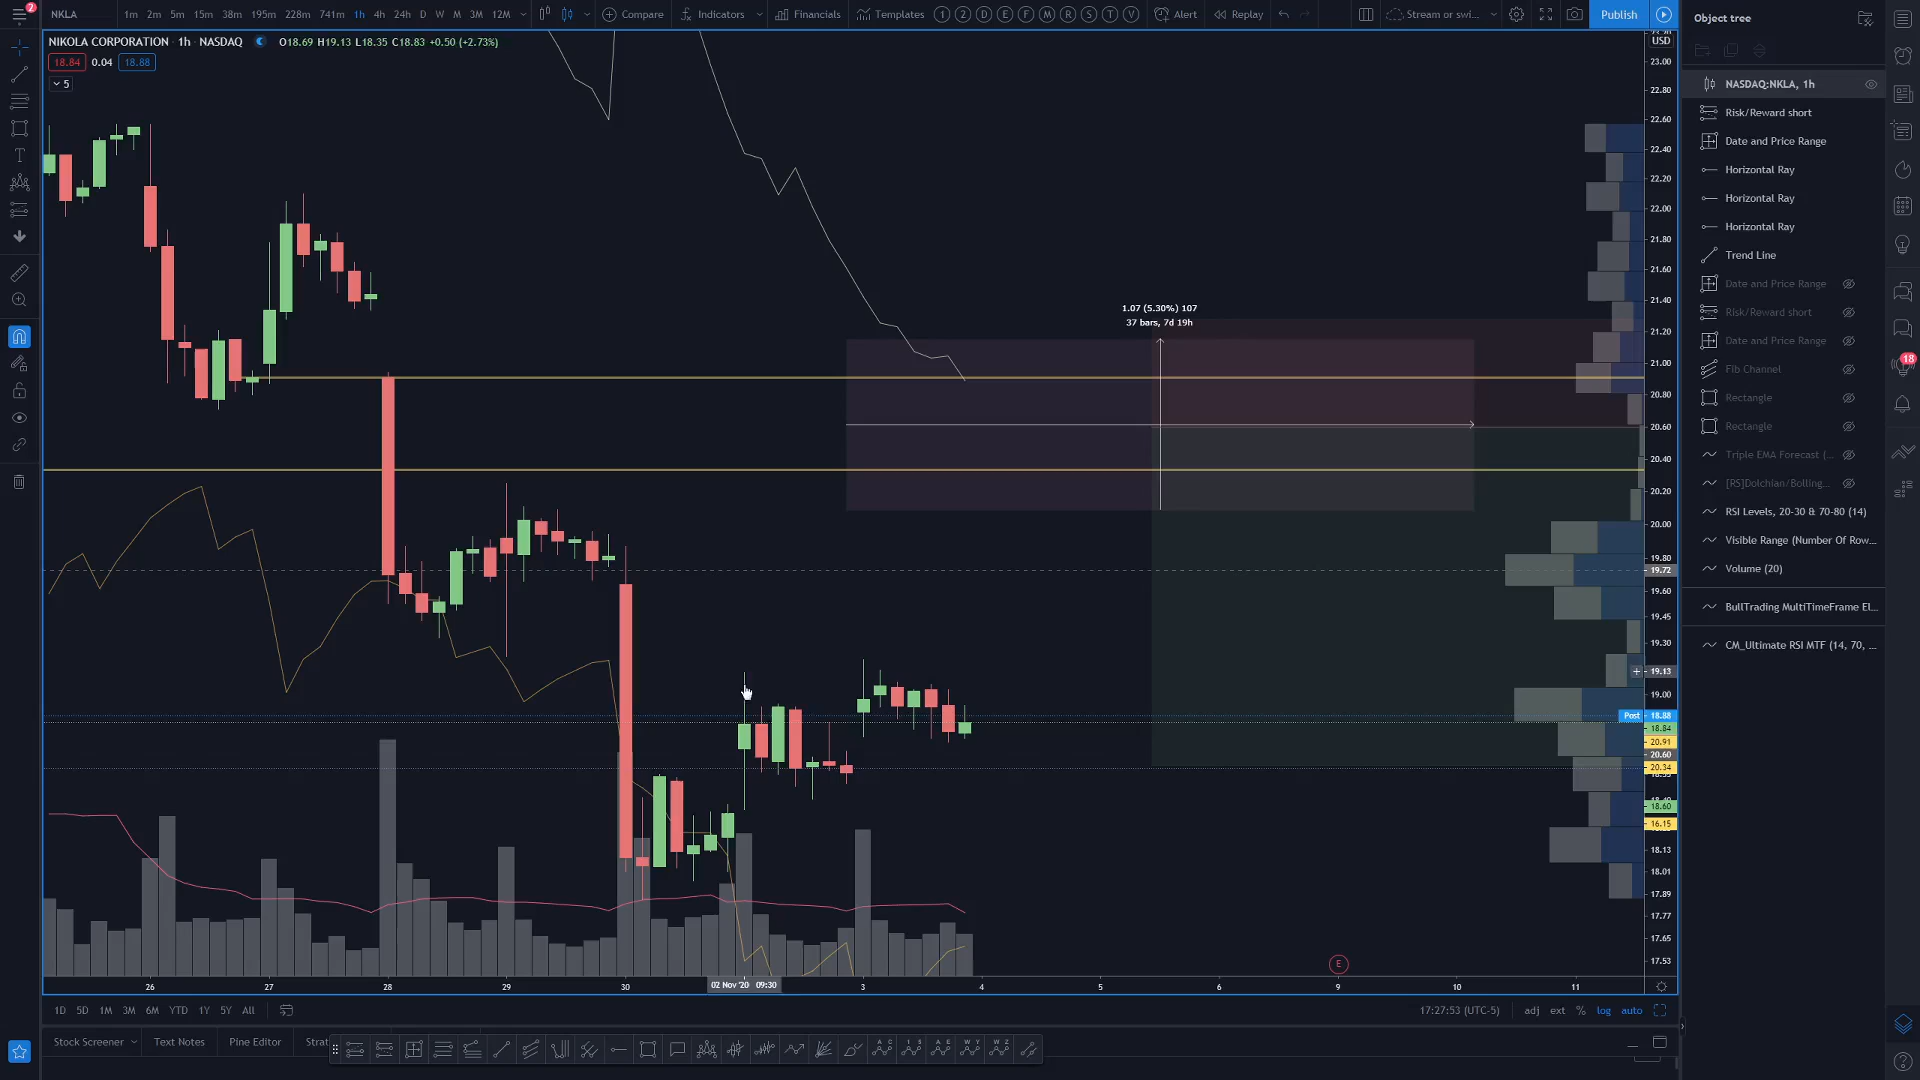 2
NKLA
1m 2m 5m 15m 38m 195m 228m 741m 1h 4h 24h D W M 3M 12M
Compare
Indicators
Financials
Templates
1 2 D E F M R S T V
Alert
Replay
Stream or swi...
Publish
Object tree
NIKOLA CORPORATION 1h · NASDAQ O18.69 H19.13 L18.35 C18.83 +0.50 (+2.73%)
18.84 0.04 18.88
5
USD
23.00
22.80
22.60
22.40
22.20
22.00
21.80
21.60
21.40
21.20
21.00
20.80
20.60
20.40
20.20
20.00
19.80
19.72
19.60
19.45
19.30
19.13
19.00
Post 18.88
18.84
20.91
20.60
20.34
18.60
16.15
18.13
18.01
17.89
17.77
17.65
17.53
1.07 (5.30%) 107
37 bars, 7d 19h
E
26 27 28 29 30 02 Nov '20 09:30 3 4 5 6 9 10 11
NASDAQ:NKLA, 1h
Risk/Reward short
Date and Price Range
Horizontal Ray
Horizontal Ray
Horizontal Ray
Trend Line
Date and Price Range
Risk/Reward short
Date and Price Range
Fib Channel
Rectangle
Rectangle
Triple EMA Forecast (...
[RS]Dolchian/Bolling...
RSI Levels, 20-30 & 70-80 (14)
Visible Range (Number Of Row...
Volume (20)
BullTrading MultiTimeFrame El...
CM_Ultimate RSI MTF (14, 70, ...
18
1D 5D 1M 3M 6M YTD 1Y 5Y All
17:27:53 (UTC-5)
adj ext % log auto
Stock Screener
Text Notes
Pine Editor
Strat